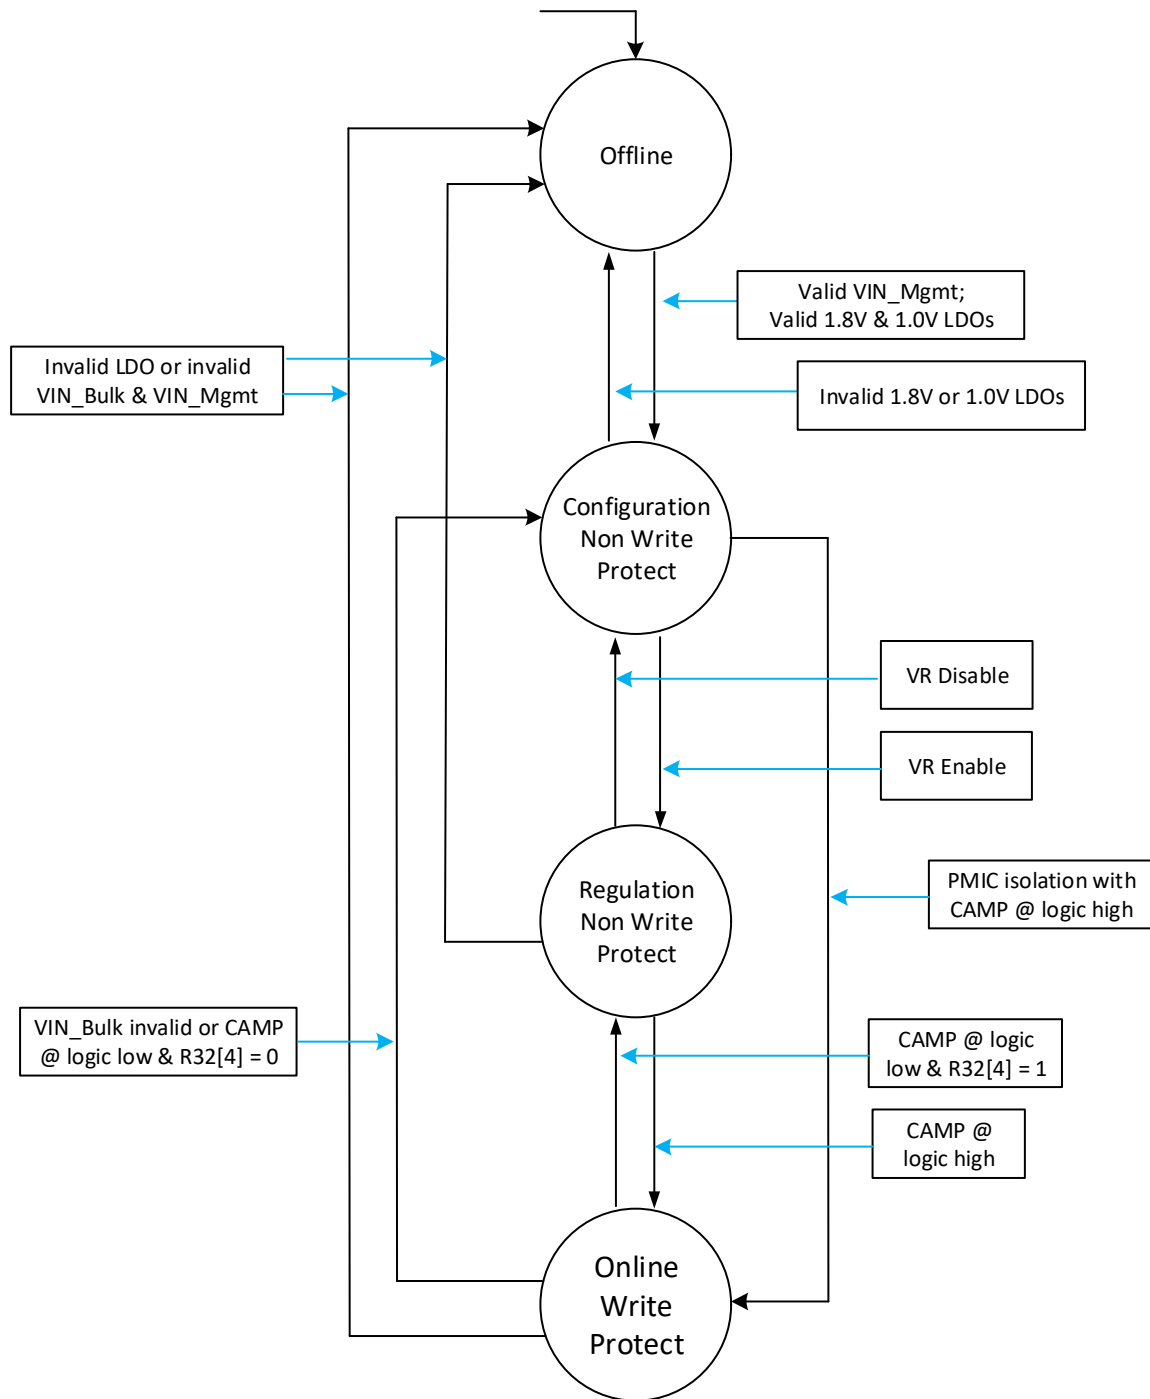 Offline
Valid VIN_Mgmt;
Valid 1.8V & 1.0V LDOs
Invalid LDO or invalid
VIN_Bulk & VIN_Mgmt
Invalid 1.8V or 1.0V LDOs
Configuration
Non Write
Protect
VR Disable
VR Enable
Regulation
Non Write
Protect
PMIC isolation with
CAMP @ logic high
VIN_Bulk invalid or CAMP
@ logic low & R32[4] = 0
CAMP @ logic
low & R32[4] = 1
CAMP @
logic high
Online
Write
Protect